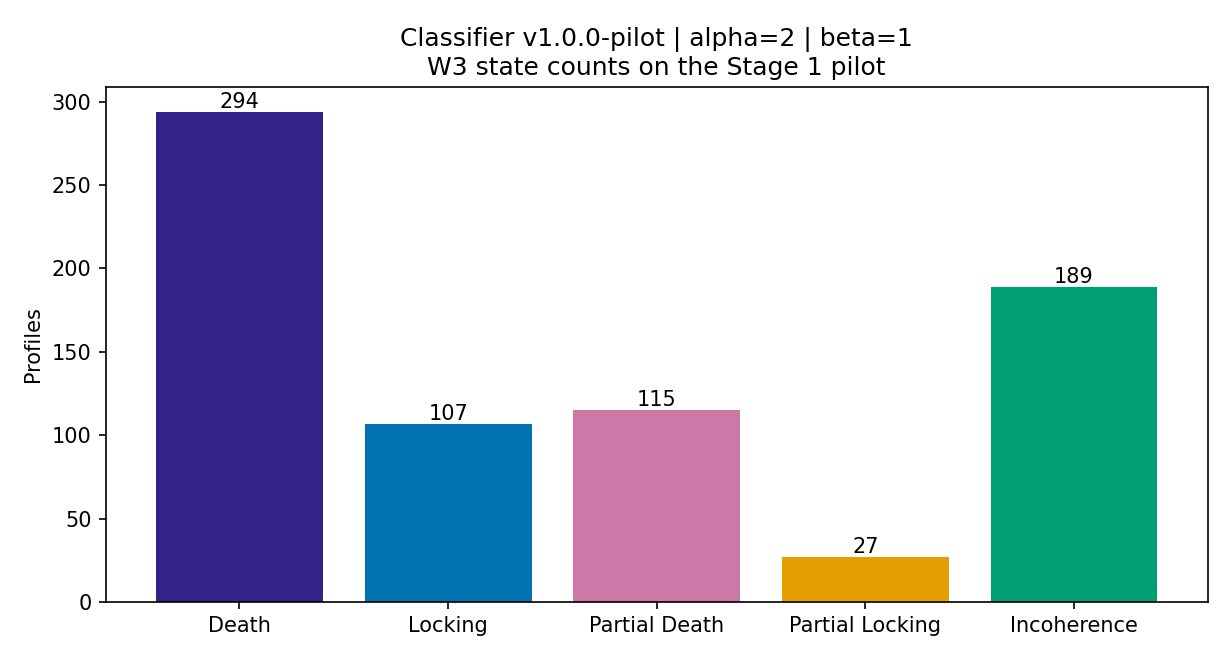 Classifier v1.0.0-pilot | alpha=2 | beta=1
W3 state counts on the Stage 1 pilot
Profiles
300
250
200
150
100
50
0
294
107
115
27
189
Death
Locking
Partial Death
Partial Locking
Incoherence